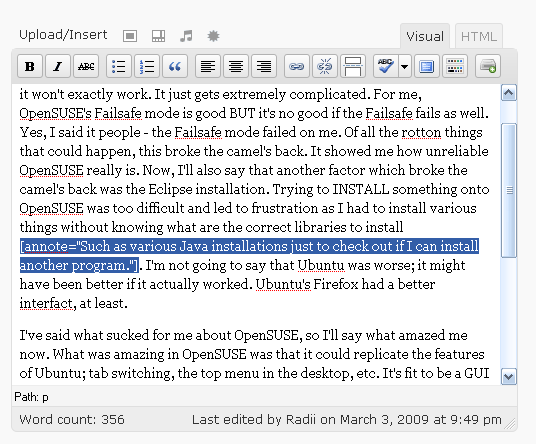 Upload/Insert
Visual
HTML
B
I
ABC
ABC
it won't exactly work. It just gets extremely complicated. For me,
OpenSUSE's Failsafe mode is good BUT it's no good if the Failsafe fails as well.
Yes, I said it people - the Failsafe mode failed on me. Of all the rotton things
that could happen, this broke the camel's back. It showed me how unreliable
OpenSUSE really is. Now, I'll also say that another factor which broke the
camel's back was the Eclipse installation. Trying to INSTALL something onto
OpenSUSE was too difficult and led to frustration as I had to install various
things without knowing what are the correct libraries to install
[annote="Such as various Java installations just to check out if I can install
another program."]. I'm not going to say that Ubuntu was worse; it might
have been better if it actually worked. Ubuntu's Firefox had a better
interfact, at least.
I've said what sucked for me about OpenSUSE, so I'll say what amazed me
now. What was amazing in OpenSUSE was that it could replicate the features
of Ubuntu; tab switching, the top menu in the desktop, etc. It's fit to be a GUI
Path: p
Word count: 356
Last edited by Radii on March 3, 2009 at 9:49 pm